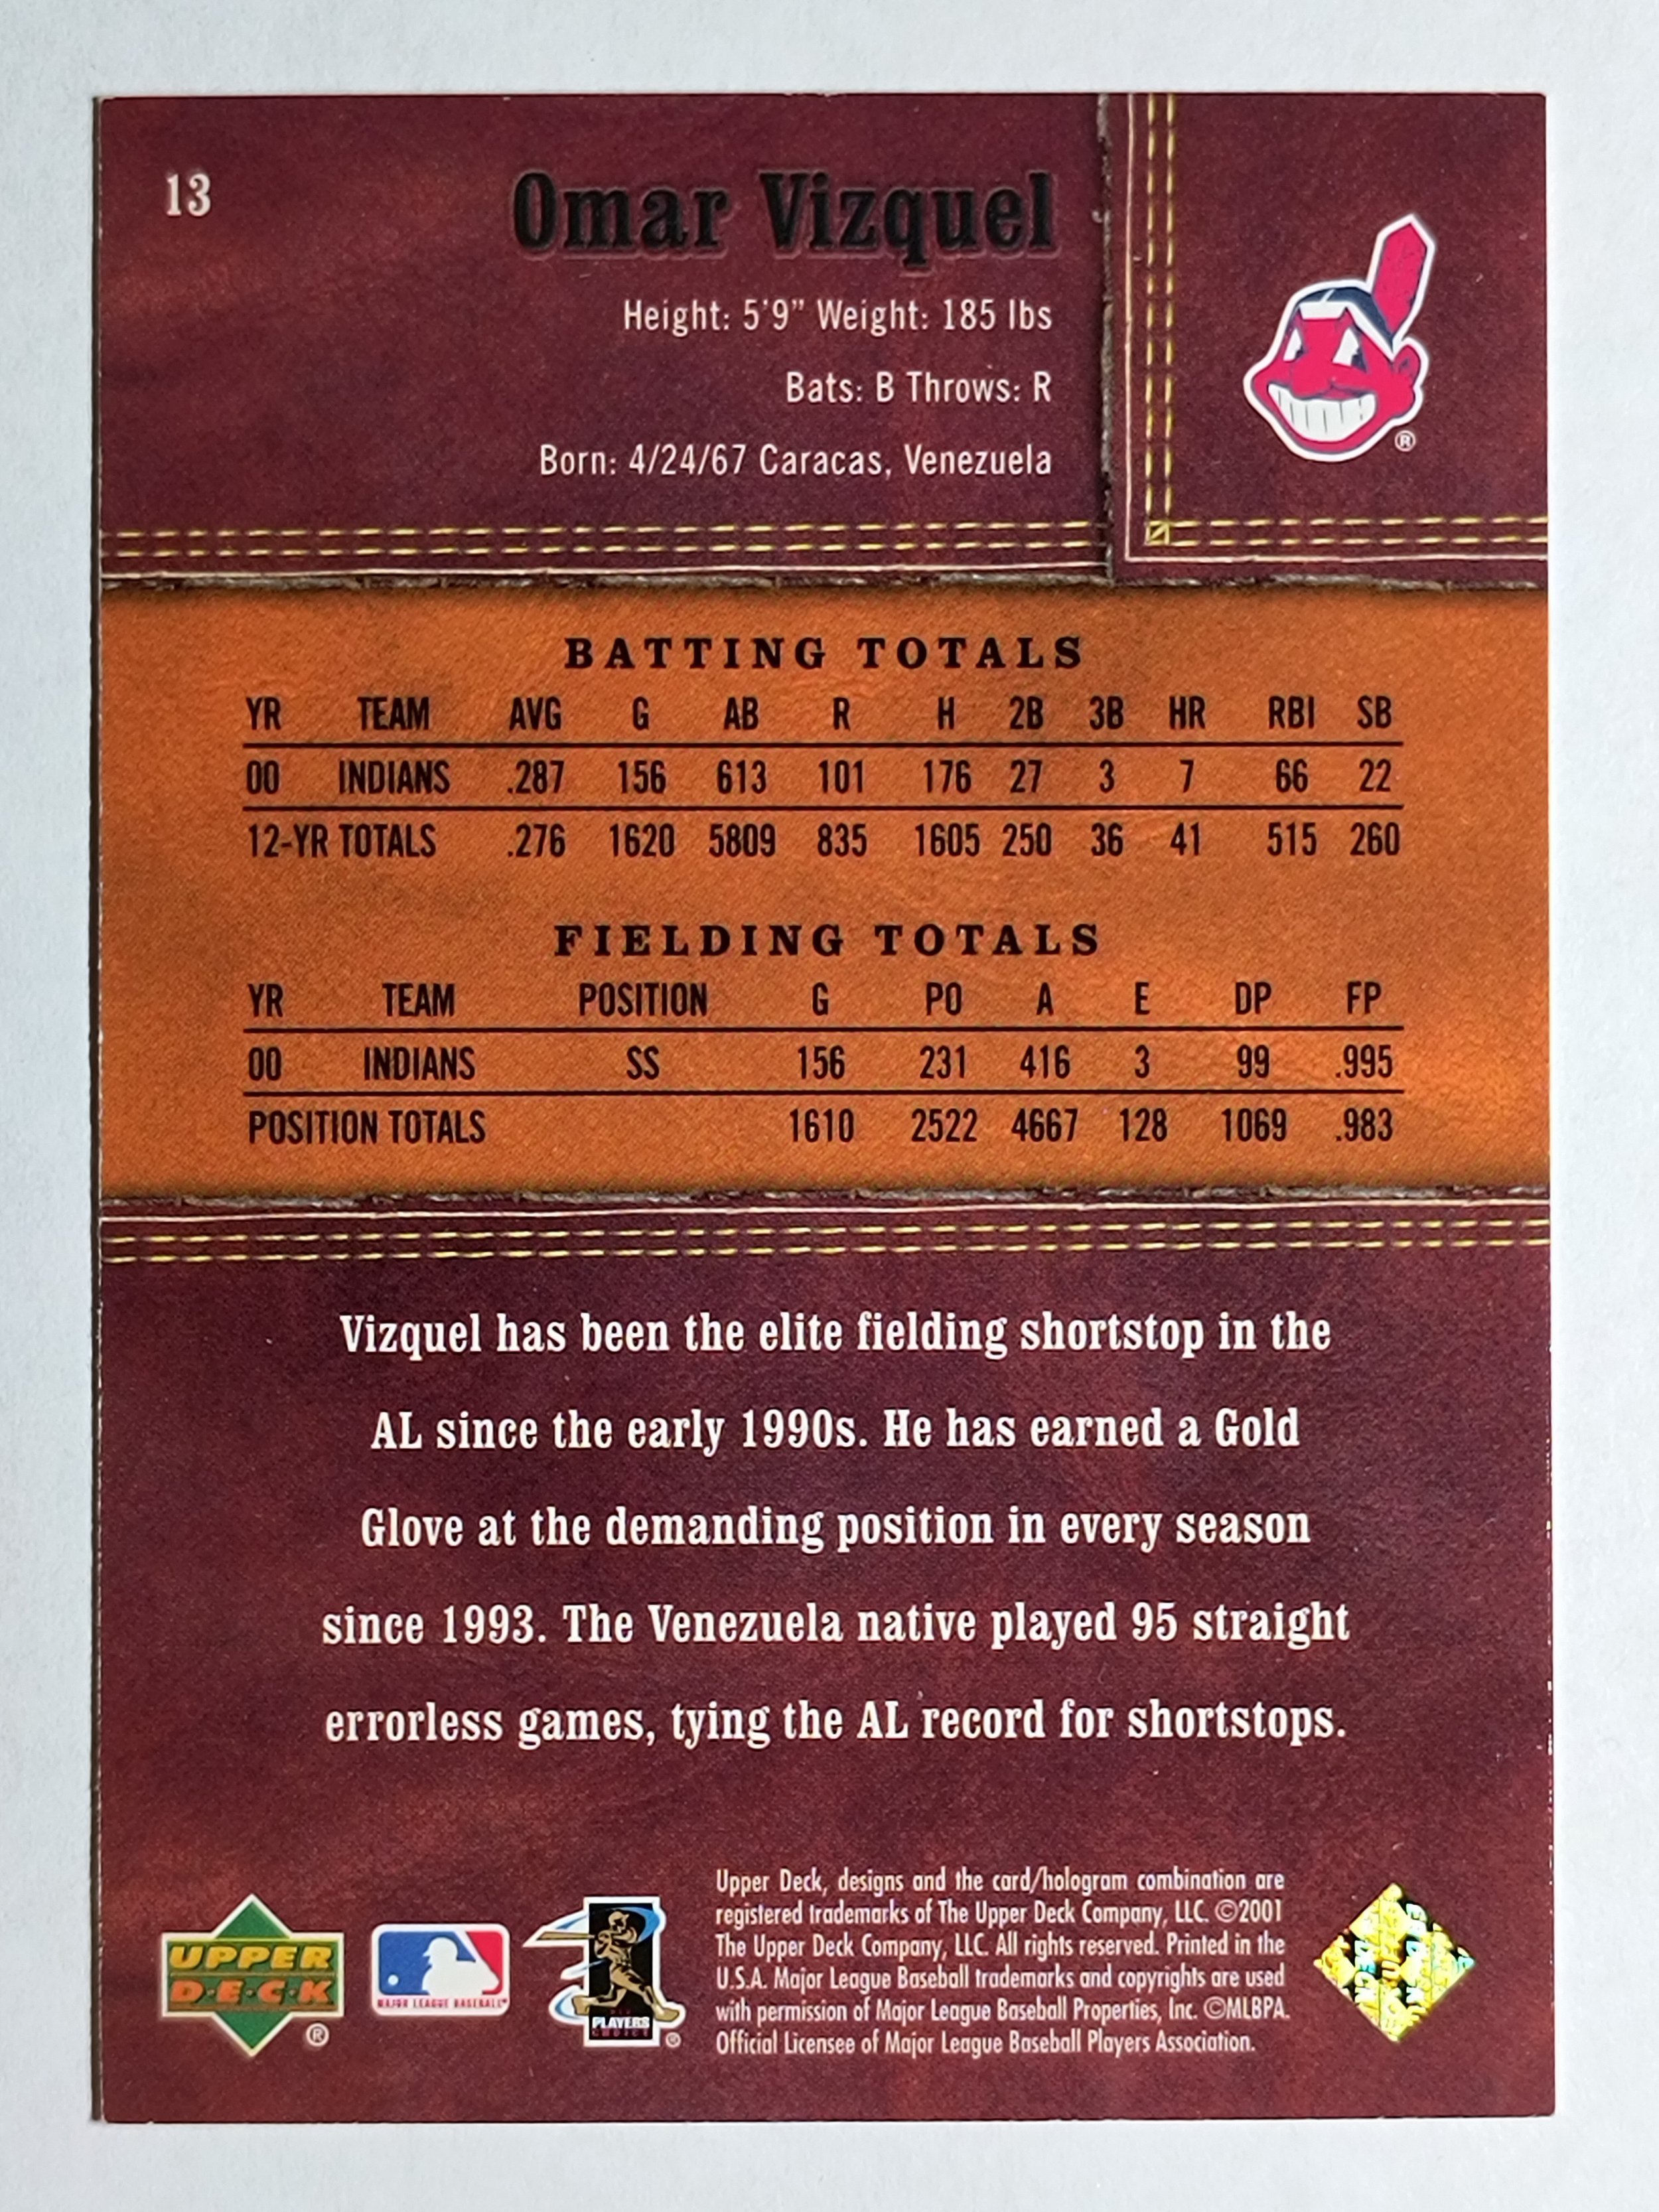 13
Omar Vizquel
Height: 5'9" Weight: 185 lbs
Bats: B Throws: R
Born: 4/24/67 Caracas, Venezuela
®
BATTING TOTALS
YR TEAM AVG G AB R H 2B 3B HR RBI SB
00 INDIANS .287 156 613 101 176 27 3 7 66 22
12-YR TOTALS .276 1620 5809 835 1605 250 36 41 515 260
FIELDING TOTALS
YR TEAM POSITION G PO A E DP FP
00 INDIANS SS 156 231 416 3 99 .995
POSITION TOTALS 1610 2522 4667 128 1069 .983
Vizquel has been the elite fielding shortstop in the
AL since the early 1990s. He has earned a Gold
Glove at the demanding position in every season
since 1993. The Venezuela native played 95 straight
errorless games, tying the AL record for shortstops.
UPPER
D·E·C·K
®
MAJOR LEAGUE BASEBALL
PLAYERS
CHOICE
®
Upper Deck, designs and the card/hologram combination are
registered trademarks of The Upper Deck Company, LLC. ©2001
The Upper Deck Company, LLC. All rights reserved. Printed in the
U.S.A. Major League Baseball trademarks and copyrights are used
with permission of Major League Baseball Properties, Inc. ©MLBPA.
Official Licensee of Major League Baseball Players Association.